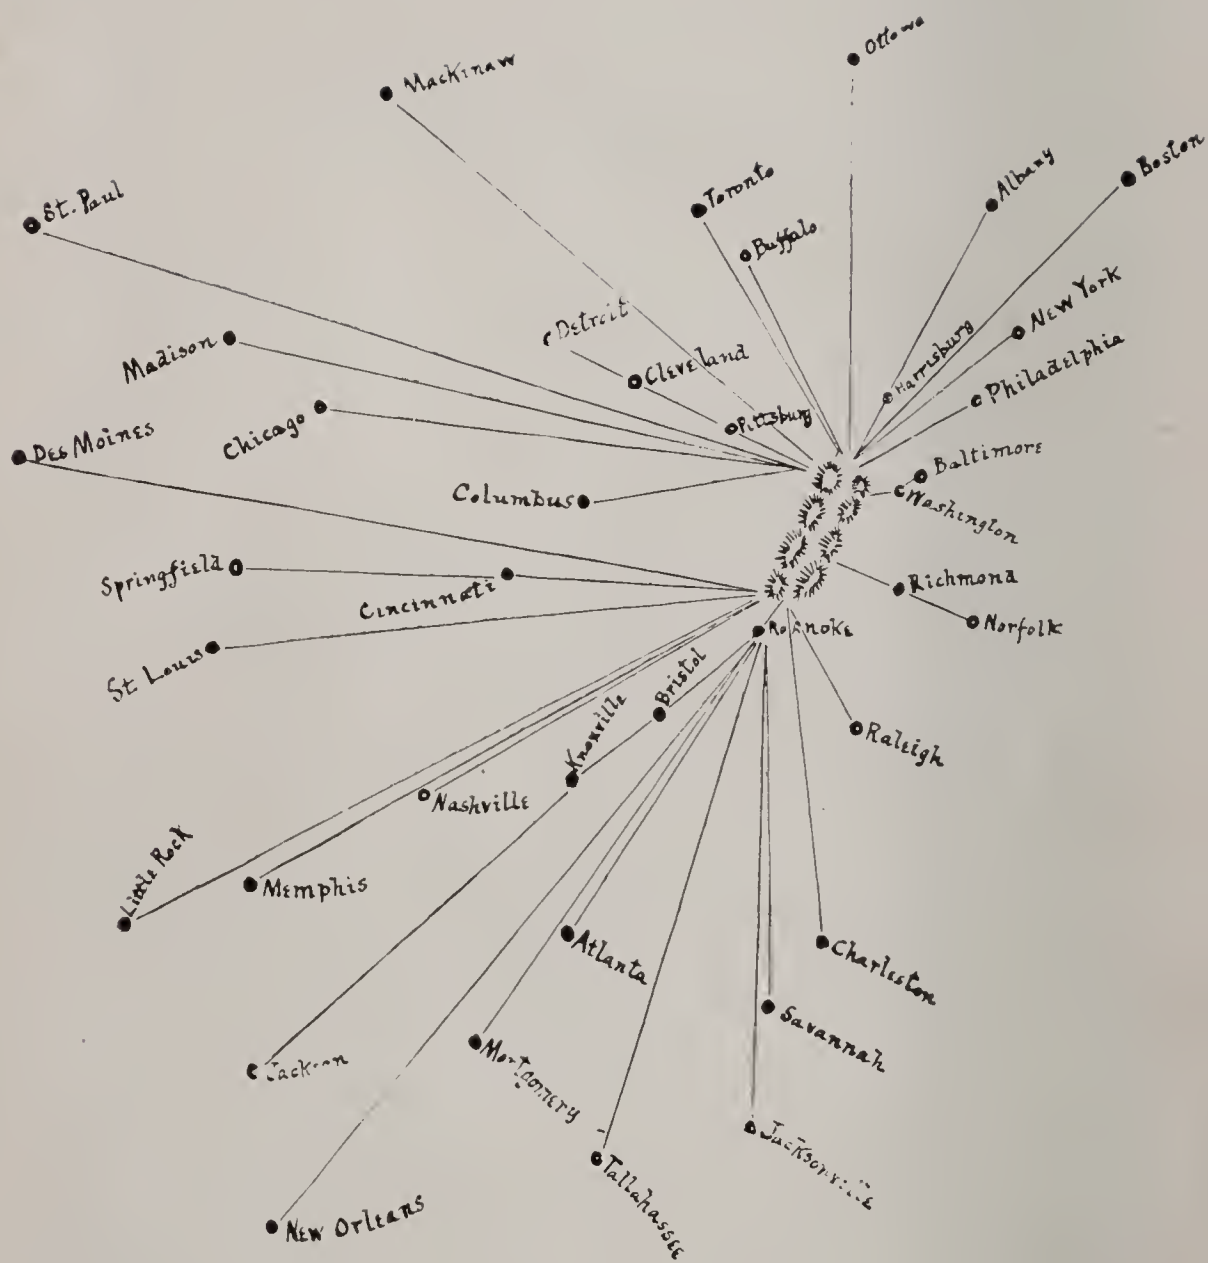 Ottowa
Mackinaw
Boston
Albany
Toronto
St. Paul
Buffalo
New York
Detroit
Harrisburg
Madison
Cleveland
Philadelphia
Chicago
Pittsburg
Des Moines
Baltimore
Columbus
Washington
Springfield
Cincinnati
Richmond
Norfolk
Roanoke
St Louis
Bristol
Knoxville
Raleigh
Nashville
Little Rock
Memphis
Atlanta
Charleston
Savannah
Jackson
Montgomery
Jacksonville
Tallahassee
New Orleans